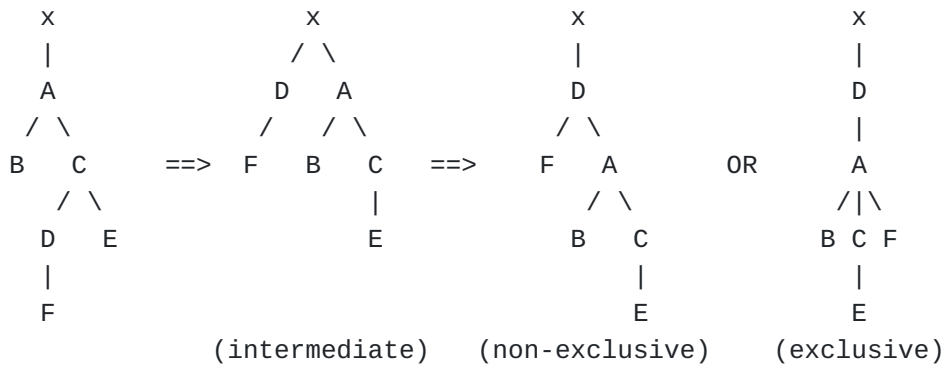 x                 x                x                  x
    |                / \               |                  |
    A               D   A              D                  D
   / \             /   / \            / \                 |
  B   C     ==>   F   B   C   ==>    F   A       OR       A
     / \                  |             / \              /|\
    D   E                 E            B   C            B C F
    |                                      |              |
    F                                      E              E
               (intermediate)   (non-exclusive)    (exclusive)